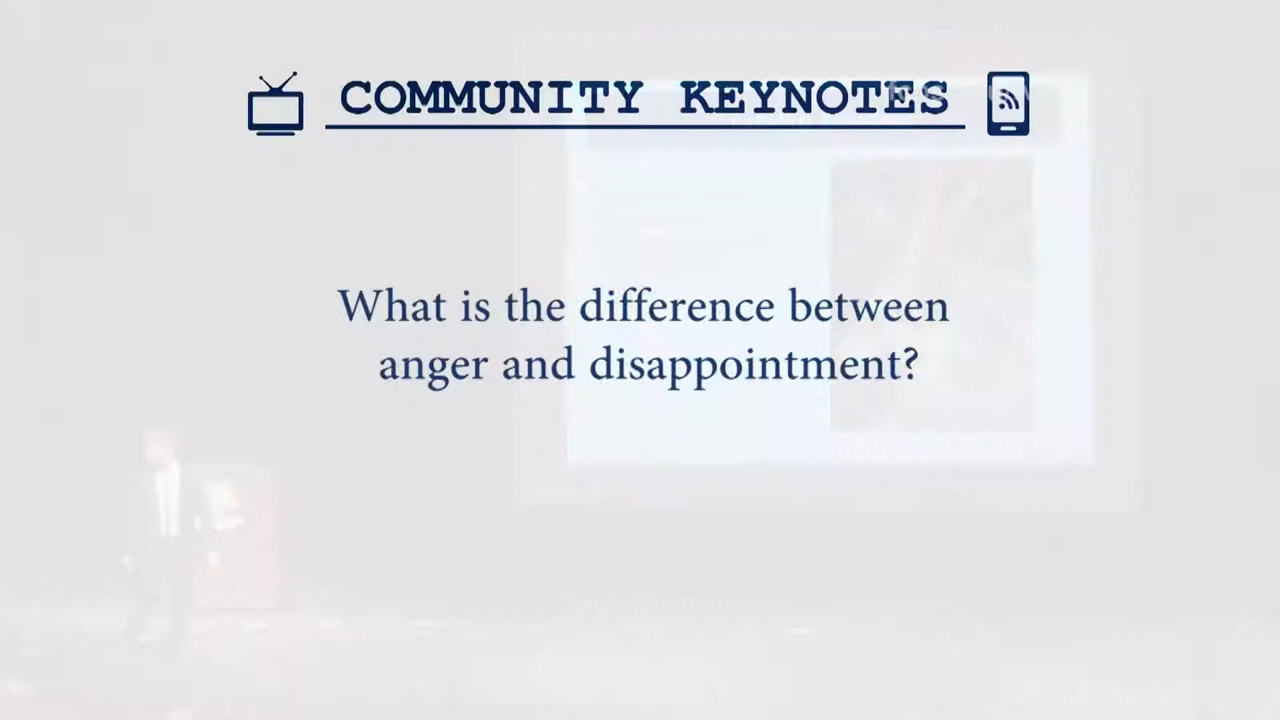 COMMUNITY KEYNOTES
What is the difference between
anger and disappointment?